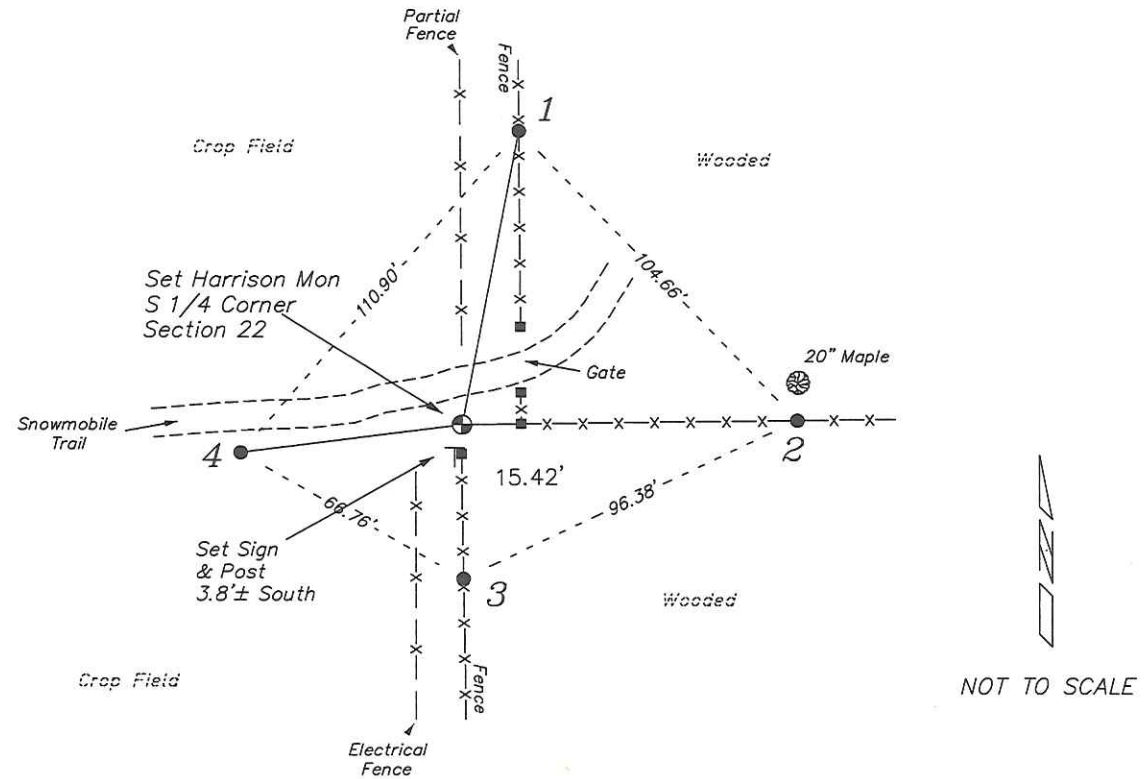 Partial
Fence
Fence
1
Crop Field
Wooded
110.90'
104.66'
Set Harrison Mon
S 1/4 Corner
Section 22
20" Maple
Gate
Snowmobile
Trail
4
2
15.42'
66.76'
96.38'
Set Sign
& Post
3.8'± South
3
Wooded
Crop Field
Fence
N
NOT TO SCALE
Electrical
Fence